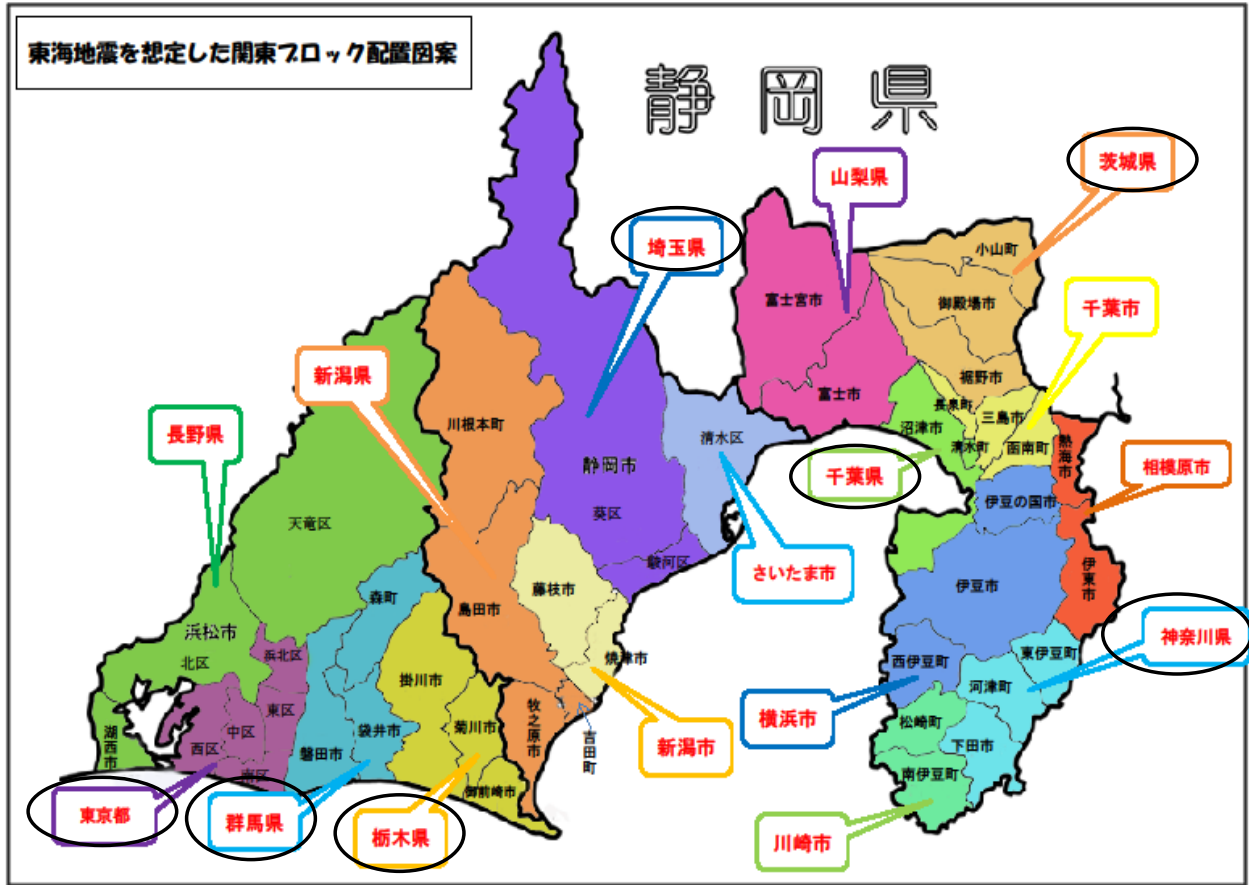 東海地震を想定した関東ブロック配置図案
静岡県
山梨県
茨城県
埼玉県
小山町
富士宮市
御殿場市
千葉市
新潟県
裾野市
富士市
長泉町
三島市
川根本町
沼津市
長野県
清水区
清水町
函南町
熱海市
静岡市
千葉県
相模原市
伊豆の国市
葵区
天竜区
駿河区
さいたま市
伊東市
藤枝市
伊豆市
森町
島田市
浜松市
神奈川県
浜北区
焼津市
西伊豆町
東伊豆町
北区
掛川市
河津町
東区
牧之原市
横浜市
松崎町
湖西市
中区
袋井市
菊川市
吉田町
新潟市
西区
磐田市
下田市
南区
南伊豆町
御前崎市
東京都
群馬県
栃木県
川崎市